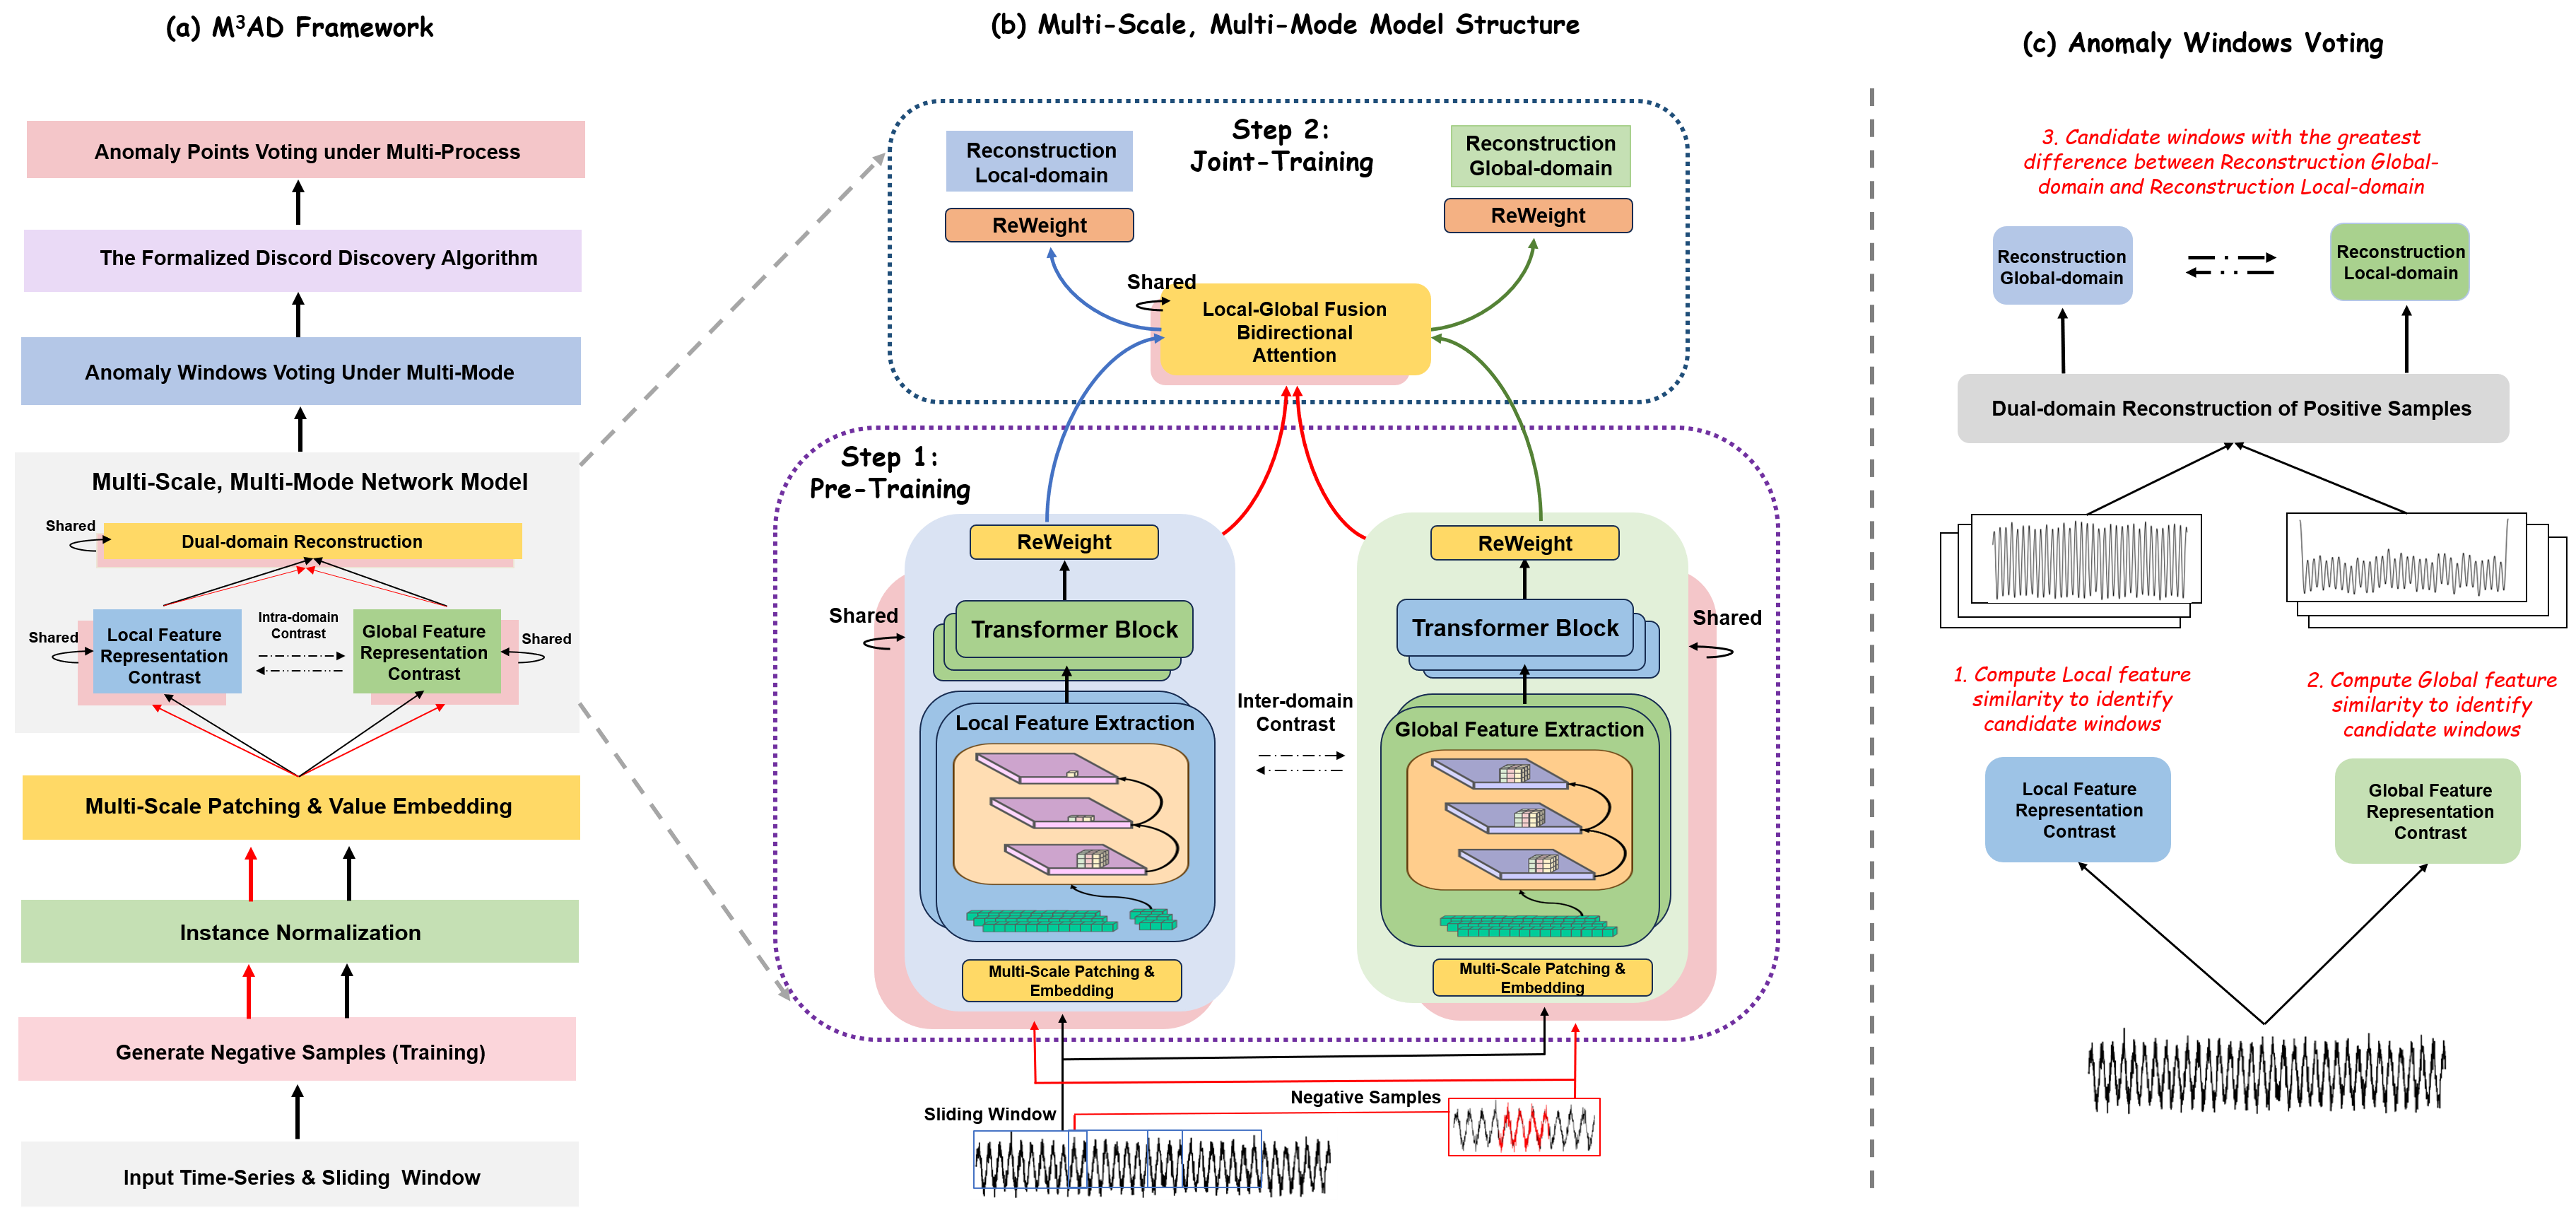 (a) M³AD Framework
Anomaly Points Voting under Multi-Process
The Formalized Discord Discovery Algorithm
Anomaly Windows Voting Under Multi-Mode
Multi-Scale, Multi-Mode Network Model
Shared
Dual-domain Reconstruction
Shared
Local Feature
Representation
Contrast
Intra-domain
Contrast
Global Feature
Representation
Contrast
Shared
Multi-Scale Patching & Value Embedding
Instance Normalization
Generate Negative Samples (Training)
Input Time-Series & Sliding Window
(b) Multi-Scale, Multi-Mode Model Structure
Step 2:
Joint-Training
Reconstruction
Local-domain
Reconstruction
Global-domain
ReWeight
ReWeight
Shared
Local-Global Fusion
Bidirectional
Attention
Step 1:
Pre-Training
ReWeight
ReWeight
Shared
Transformer Block
Transformer Block
Shared
Local Feature Extraction
Inter-domain
Contrast
Global Feature Extraction
Multi-Scale Patching &
Embedding
Multi-Scale Patching &
Embedding
Sliding Window
Negative Samples
(c) Anomaly Windows Voting
3. Candidate windows with the greatest
difference between Reconstruction Global-
domain and Reconstruction Local-domain
Reconstruction
Global-domain
Reconstruction
Local-domain
Dual-domain Reconstruction of Positive Samples
1. Compute Local feature
similarity to identify
candidate windows
2. Compute Global feature
similarity to identify
candidate windows
Local Feature
Representation
Contrast
Global Feature
Representation
Contrast